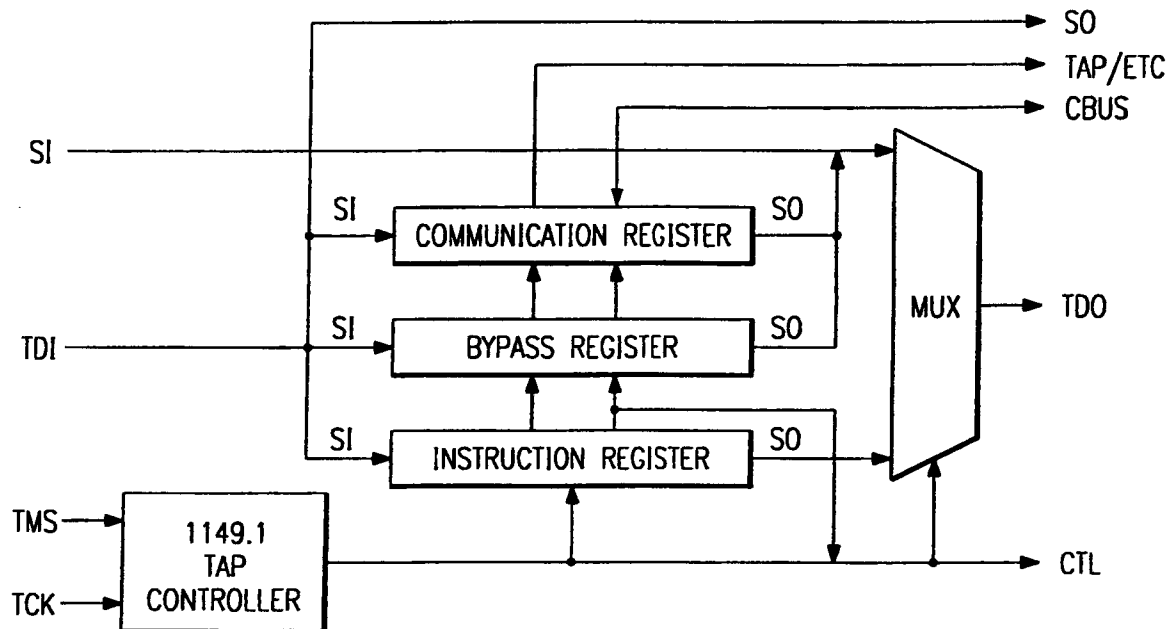 SO
TAP/ETC
CBUS
SI
SI
COMMUNICATION REGISTER
SO
MUX
TDO
TDI
SI
BYPASS REGISTER
SO
SI
INSTRUCTION REGISTER
SO
TMS
1149.1
TAP
CONTROLLER
TCK
CTL